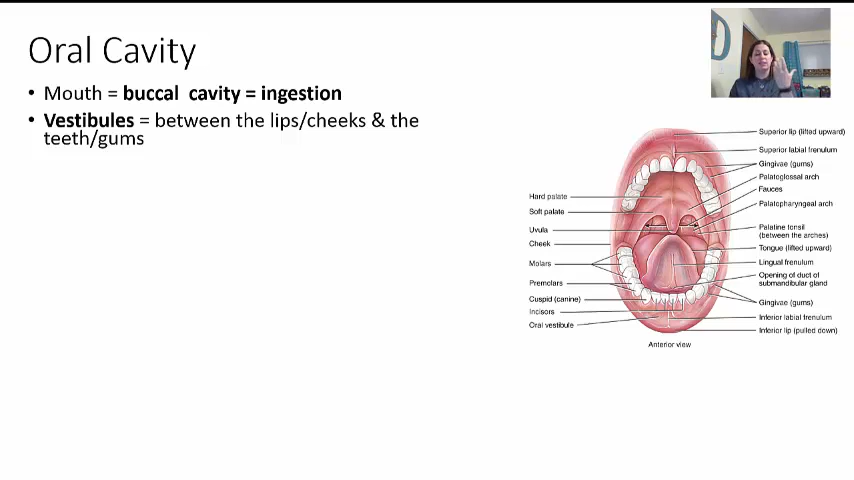 Oral Cavity
• Mouth = buccal cavity = ingestion
• Vestibules = between the lips/cheeks & the
teeth/gums
Hard palate
Soft palate
Uvula
Cheek
Molars
Premolars
Cuspid (canine)
Incisors
Oral vestibule
Superior lip (lifted upward)
Superior labial frenulum
Gingivae (gums)
Palatoglossal arch
Fauces
Palatopharyngeal arch
Palatine tonsil
(between the arches)
Tongue (lifted upward)
Lingual frenulum
Opening of duct of
submandibular gland
Gingivae (gums)
Inferior labial frenulum
Inferior lip (pulled down)
Anterior view